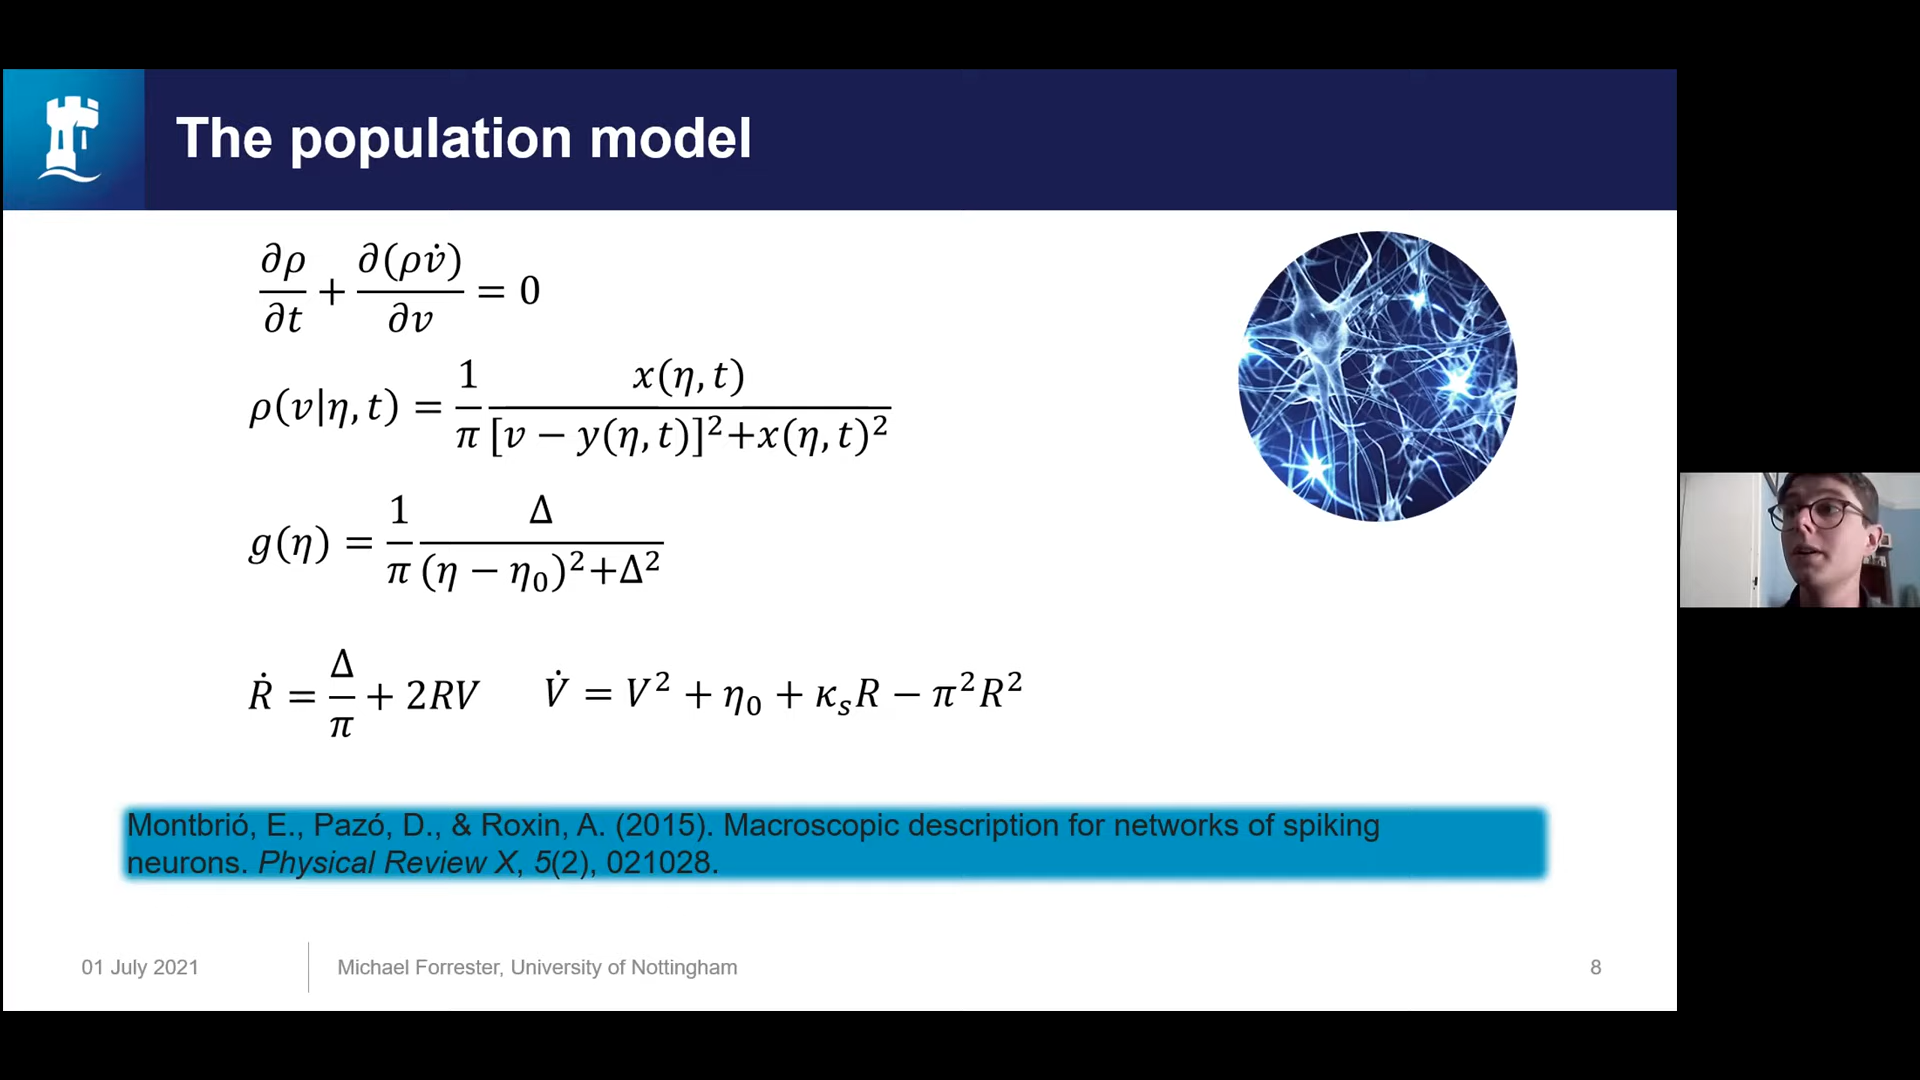 The population model
∂ρ/∂t + ∂(ρv̇)/∂v = 0
ρ(v|η, t) = 1/π x(η, t)/[v − y(η, t)]²+x(η, t)²
g(η) = 1/π Δ/(η − η₀)²+Δ²
Ṙ = Δ/π + 2RV V̇ = V² + η₀ + κₛR − π²R²
Montbrió, E., Pazó, D., & Roxin, A. (2015). Macroscopic description for networks of spiking
neurons. Physical Review X, 5(2), 021028.
01 July 2021
Michael Forrester, University of Nottingham
8